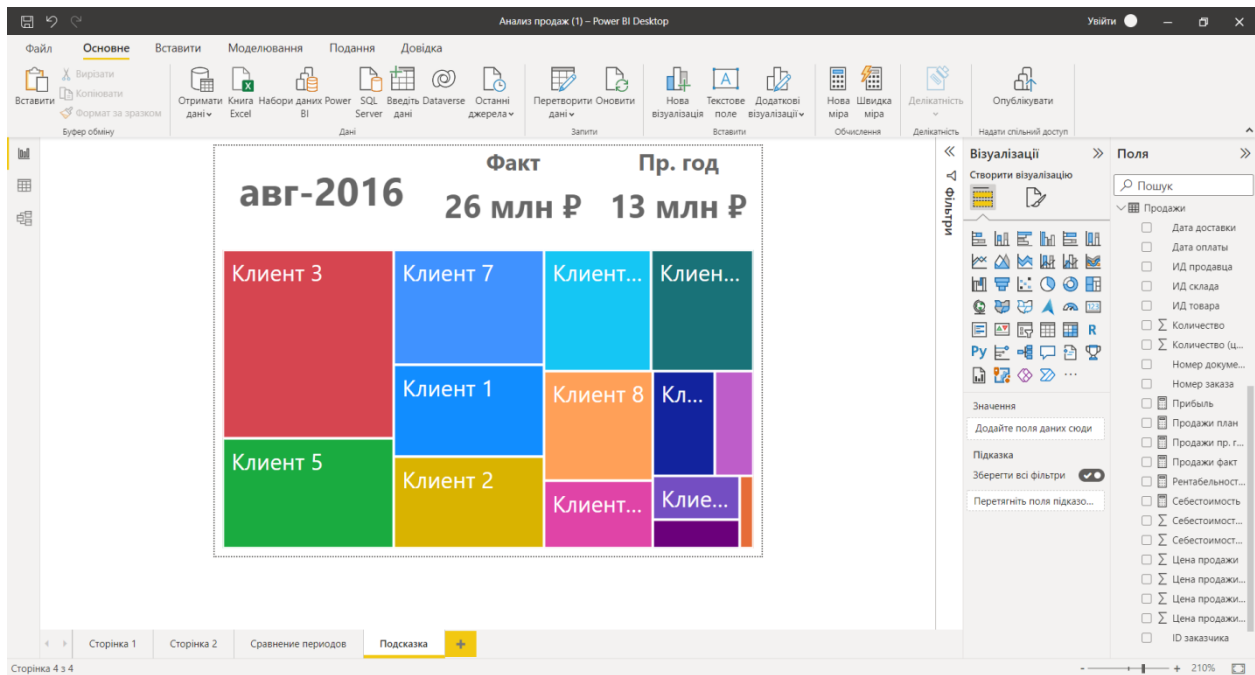 Анализ продаж (1) – Power BI Desktop
Увійти
Файл Основне Вставити Моделювання Подання Довідка
Вставити
Вирізати
Копіювати
Формат за зразком
Буфер обміну
Отримати дані
Книга Excel
Набори даних Power BI
SQL Server
Введіть дані
Dataverse
Останні джерела
Дані
Перетворити дані
Оновити
Запити
Нова візуалізація
Текстове поле
Додаткові візуалізації
Вставити
Нова міра
Швидка міра
Обчислення
Делікатність
Делікатність
Опублікувати
Надати спільний доступ
авг-2016
Факт
26 млн ₽
Пр. год
13 млн ₽
Клиент 3
Клиент 7
Клиент...
Клиен...
Клиент 1
Клиент 8
Кл...
Клиент 5
Клиент 2
Клиент...
Клие...
Фільтри
Візуалізації
Створити візуалізацію
123
R
Py
Значення
Додайте поля даних сюди
Підказка
Зберегти всі фільтри
Перетягніть поля підказо...
Поля
Пошук
Продажи
Дата доставки
Дата оплаты
ИД продавца
ИД склада
ИД товара
Количество
Количество (ц...
Номер докуме...
Номер заказа
Прибыль
Продажи план
Продажи пр. г...
Продажи факт
Рентабельност...
Себестоимость
Себестоимост...
Себестоимост...
Цена продажи
Цена продажи...
Цена продажи...
Цена продажи...
ID заказчика
Сторінка 1 Сторінка 2 Сравнение периодов Подсказка
Сторінка 4 з 4
210%